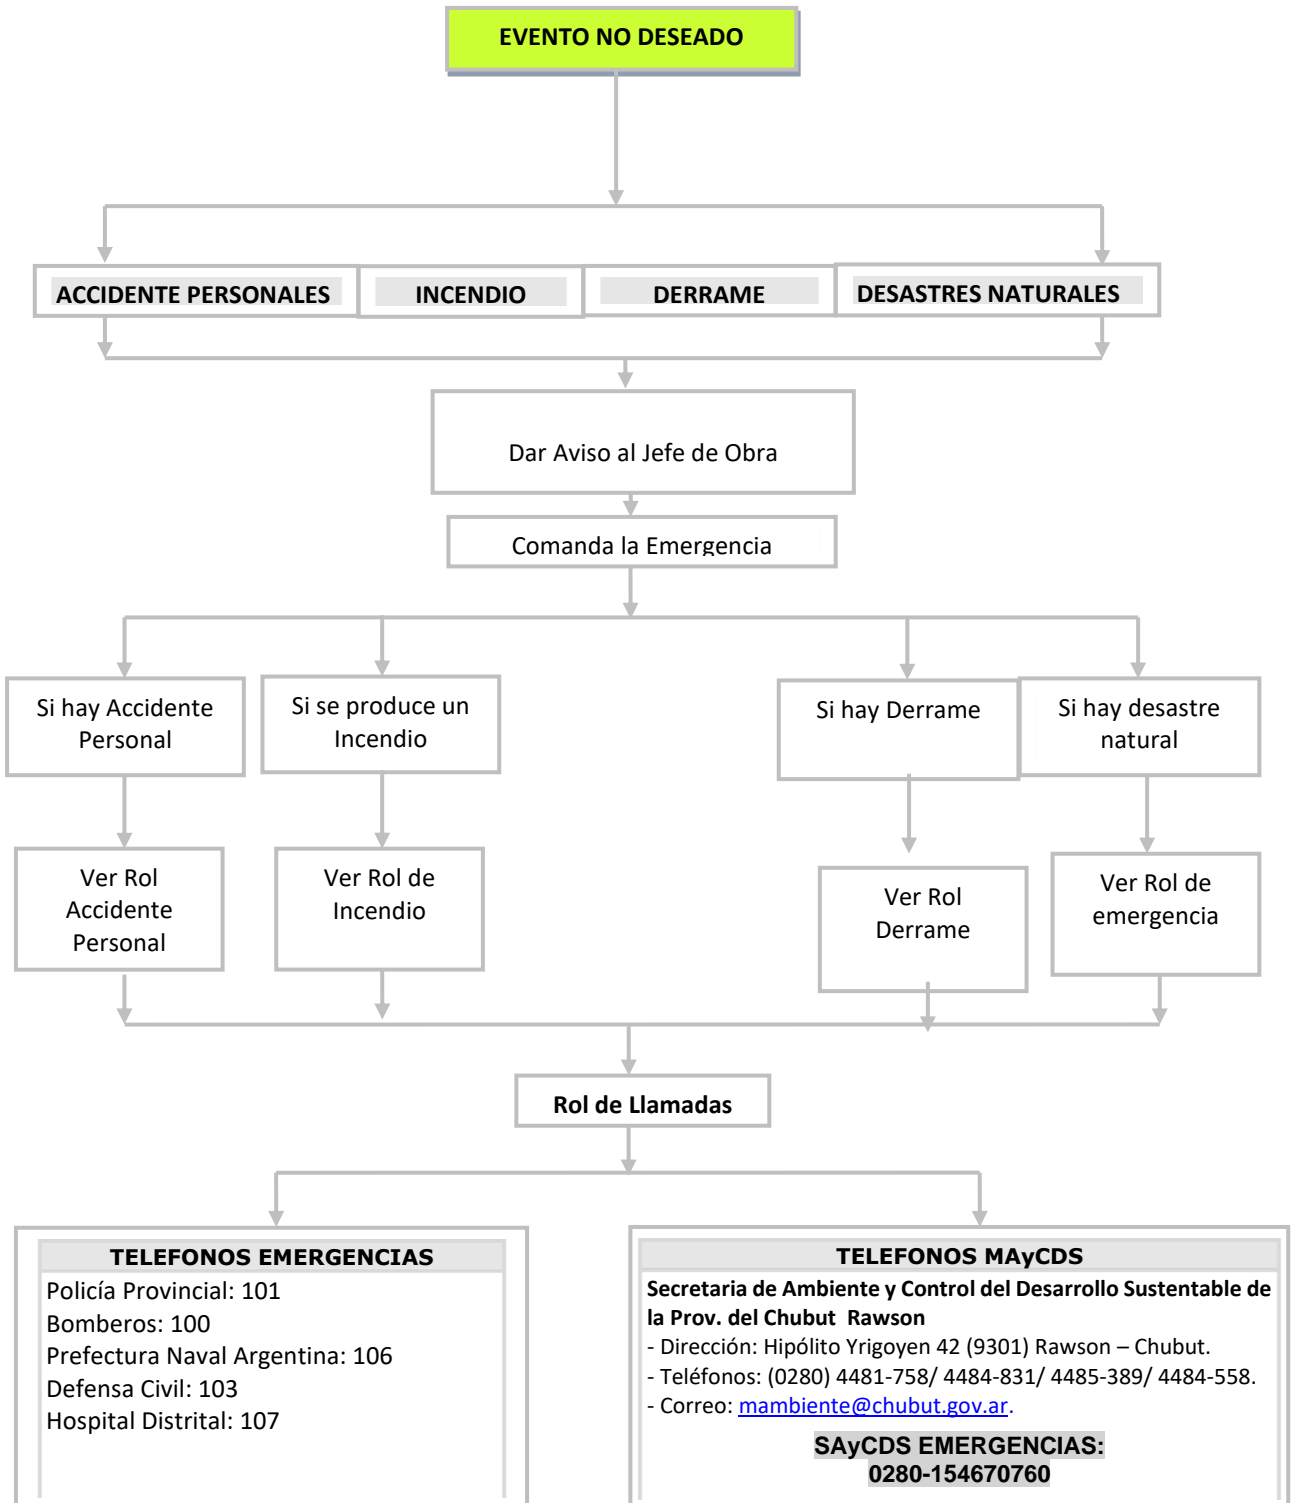 EVENTO NO DESEADO
ACCIDENTE PERSONALES
INCENDIO
DERRAME
DESASTRES NATURALES
Dar Aviso al Jefe de Obra
Comanda la Emergencia
Si hay Accidente
Personal
Si se produce un
Incendio
Si hay Derrame
Si hay desastre
natural
Ver Rol
Accidente
Personal
Ver Rol de
Incendio
Ver Rol
Derrame
Ver Rol de
emergencia
Rol de Llamadas
TELEFONOS EMERGENCIAS
Policía Provincial: 101
Bomberos: 100
Prefectura Naval Argentina: 106
Defensa Civil: 103
Hospital Distrital: 107
TELEFONOS MAyCDS
Secretaria de Ambiente y Control del Desarrollo Sustentable de
la Prov. del Chubut Rawson
- Dirección: Hipólito Yrigoyen 42 (9301) Rawson – Chubut.
- Teléfonos: (0280) 4481-758/ 4484-831/ 4485-389/ 4484-558.
- Correo: mambiente@chubut.gov.ar.
SAyCDS EMERGENCIAS:
0280-154670760